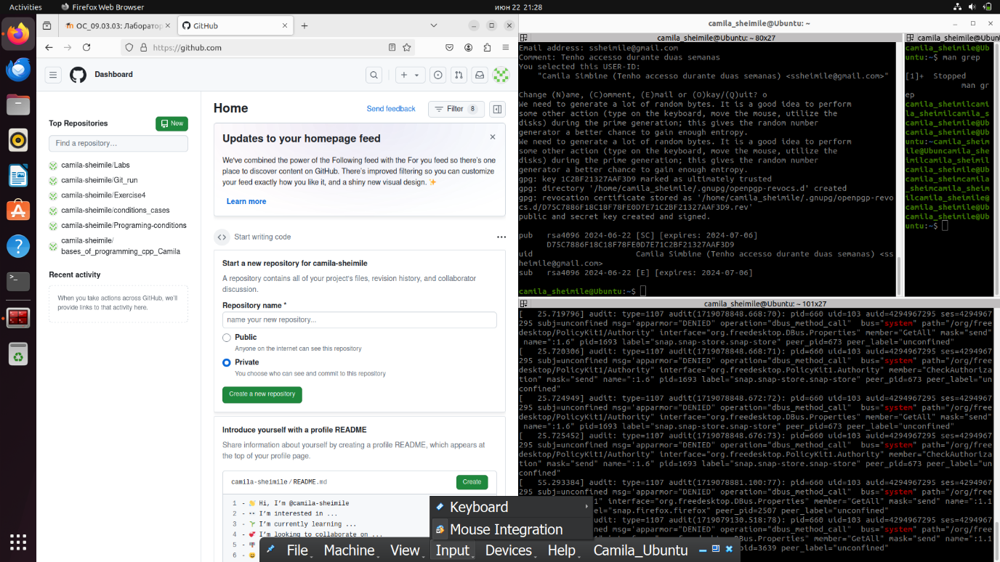 Activities
Firefox Web Browser
июн 22 21:28
ОС_09.03.03: Лаборатор
GitHub
https://github.com
Dashboard
Top Repositories
New
Find a repository…
camila-sheimile/Labs
camila-sheimile/Git_run
camila-sheimile/Exercise4
camila-sheimile/conditions_cases
camila-sheimile/Programing-conditions
camila-sheimile/
bases_of_programming_cpp_Camila
Recent activity
When you take actions across GitHub, we'll
provide links to that activity here.
Home
Send feedback
Filter 8
Updates to your homepage feed
We've combined the power of the Following feed with the For you feed so there's one
place to discover content on GitHub. There's improved filtering so you can customize
your feed exactly how you like it, and a shiny new visual design. ✨
Learn more
Start writing code
Start a new repository for camila-sheimile
A repository contains all of your project's files, revision history, and collaborator
discussion.
Repository name *
name your new repository...
Public
Anyone on the internet can see this repository
Private
You choose who can see and commit to this repository
Create a new repository
Introduce yourself with a profile README
Share information about yourself by creating a profile README, which appears at
the top of your profile page.
camila-sheimile / README.md
Create
1 - 👋 Hi, I'm @camila-sheimile
2 - 👀 I'm interested in ...
3 - 🌱 I'm currently learning ...
4 - 💞️ I'm looking to collaborate on ...
5 -
6 -
camila_sheimile@Ubuntu: ~
camila_sheimile@Ubuntu: ~ 80x27
Email address: ssheimile@gmail.com
Comment: Tenho accesso durante duas semanas
You selected this USER-ID:
"Camila Simbine (Tenho accesso durante duas semanas) <ssheimile@gmail.com>"
Change (N)ame, (C)omment, (E)mail or (O)kay/(Q)uit? o
We need to generate a lot of random bytes. It is a good idea to perform
some other action (type on the keyboard, move the mouse, utilize the
disks) during the prime generation; this gives the random number
generator a better chance to gain enough entropy.
We need to generate a lot of random bytes. It is a good idea to perform
some other action (type on the keyboard, move the mouse, utilize the
disks) during the prime generation; this gives the random number
generator a better chance to gain enough entropy.
gpg: key 1C2BF21327AAF3D9 marked as ultimately trusted
gpg: directory '/home/camila_sheimile/.gnupg/openpgp-revocs.d' created
gpg: revocation certificate stored as '/home/camila_sheimile/.gnupg/openpgp-revo
cs.d/D75C7886F18C18F78FE0D7E71C2BF21327AAF3D9.rev'
public and secret key created and signed.
pub rsa4096 2024-06-22 [SC] [expires: 2024-07-06]
D75C7886F18C18F78FE0D7E71C2BF21327AAF3D9
uid Camila Simbine (Tenho accesso durante duas semanas) <ss
heimile@gmail.com>
sub rsa4096 2024-06-22 [E] [expires: 2024-07-06]
camila_sheimile@Ubuntu:~$
camila_sheimile@Ubun
camila_sheimile@Ub
untu:~$ man grep
[1]+ Stopped
man gr
ep
camila_sheimilcami
la_sheimilcamila_s
camila_sheimile@Ub
untu:~camila_sheim
ile@Ubuncamila_she
imilcamila_sheimil
camila_sheimile@Ub
camila_sheimcamila
_sheimcamila_sheim
ilcamila_sheimile@
camila_sheimile@Ub
camila_sheimile@Ub
untu:~$
camila_sheimile@Ubuntu: ~ 101x27
[ 25.719796] audit: type=1107 audit(1719078848.668:70): pid=660 uid=103 auid=4294967295 ses=4294967
295 subj=unconfined msg='apparmor="DENIED" operation="dbus_method_call" bus="system" path="/org/free
desktop/PolicyKit1/Authority" interface="org.freedesktop.DBus.Properties" member="GetAll" mask="send"
name=":1.6" pid=1693 label="snap.snap-store.snap-store" peer_pid=673 peer_label="unconfined"
[ 25.720306] audit: type=1107 audit(1719078848.668:71): pid=660 uid=103 auid=4294967295 ses=4294967
295 subj=unconfined msg='apparmor="DENIED" operation="dbus_method_call" bus="system" path="/org/free
desktop/PolicyKit1/Authority" interface="org.freedesktop.PolicyKit1.Authority" member="CheckAuthoriza
tion" mask="send" name=":1.6" pid=1693 label="snap.snap-store.snap-store" peer_pid=673 peer_label="un
confined"
[ 25.724949] audit: type=1107 audit(1719078848.672:72): pid=660 uid=103 auid=4294967295 ses=4294967
295 subj=unconfined msg='apparmor="DENIED" operation="dbus_method_call" bus="system" path="/org/free
desktop/PolicyKit1/Authority" interface="org.freedesktop.DBus.Properties" member="GetAll" mask="send"
name=":1.6" pid=1693 label="snap.snap-store.snap-store" peer_pid=673 peer_label="unconfined"
[ 25.725452] audit: type=1107 audit(1719078848.676:73): pid=660 uid=103 auid=4294967295 ses=4294967
295 subj=unconfined msg='apparmor="DENIED" operation="dbus_method_call" bus="system" path="/org/free
desktop/PolicyKit1/Authority" interface="org.freedesktop.PolicyKit1.Authority" member="CheckAuthoriza
tion" mask="send" name=":1.6" pid=1693 label="snap.snap-store.snap-store" peer_pid=673 peer_label="un
confined"
[ 55.293384] audit: type=1107 audit(1719078881.100:77): pid=660 uid=103 auid=4294967295 ses=4294967
295 subj=unconfined msg='apparmor="DENIED" operation="dbus_method_call" bus="system" path="/org/free
1" interface="org.freedesktop.DBus.Properties" member="GetAll" mask="send" name=":1.1
label="snap.firefox.firefox" peer_pid=2507 peer_label="unconfined"
audit(1719079130.518:78): pid=660 uid=103 auid=4294967295 ses=4294967
="DENIED" operation="dbus_method_call" bus="system" path="/org/free
interface="org.freedesktop.DBus.Properties" member="GetAll" mask="send" name=":1.1
pid=3639 peer_label="unconfined"
Keyboard
Mouse Integration
File Machine View Input Devices Help Camila_Ubuntu